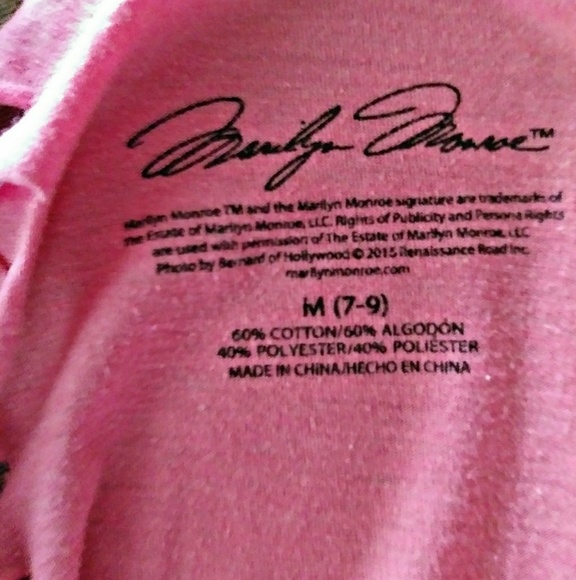 Marilyn Monroe™
Marilyn Monroe TM and the Marilyn Monroe signature are trademarks of
The Estate of Marilyn Monroe, LLC. Rights of Publicity and Persona Rights
are used with permission of The Estate of Marilyn Monroe, LLC
Photo by Bernard of Hollywood © 2015 Renaissance Road Inc.
marilynmonroe.com
M (7-9)
60% COTTON/60% ALGODÓN
40% POLYESTER/40% POLIÉSTER
MADE IN CHINA/HECHO EN CHINA